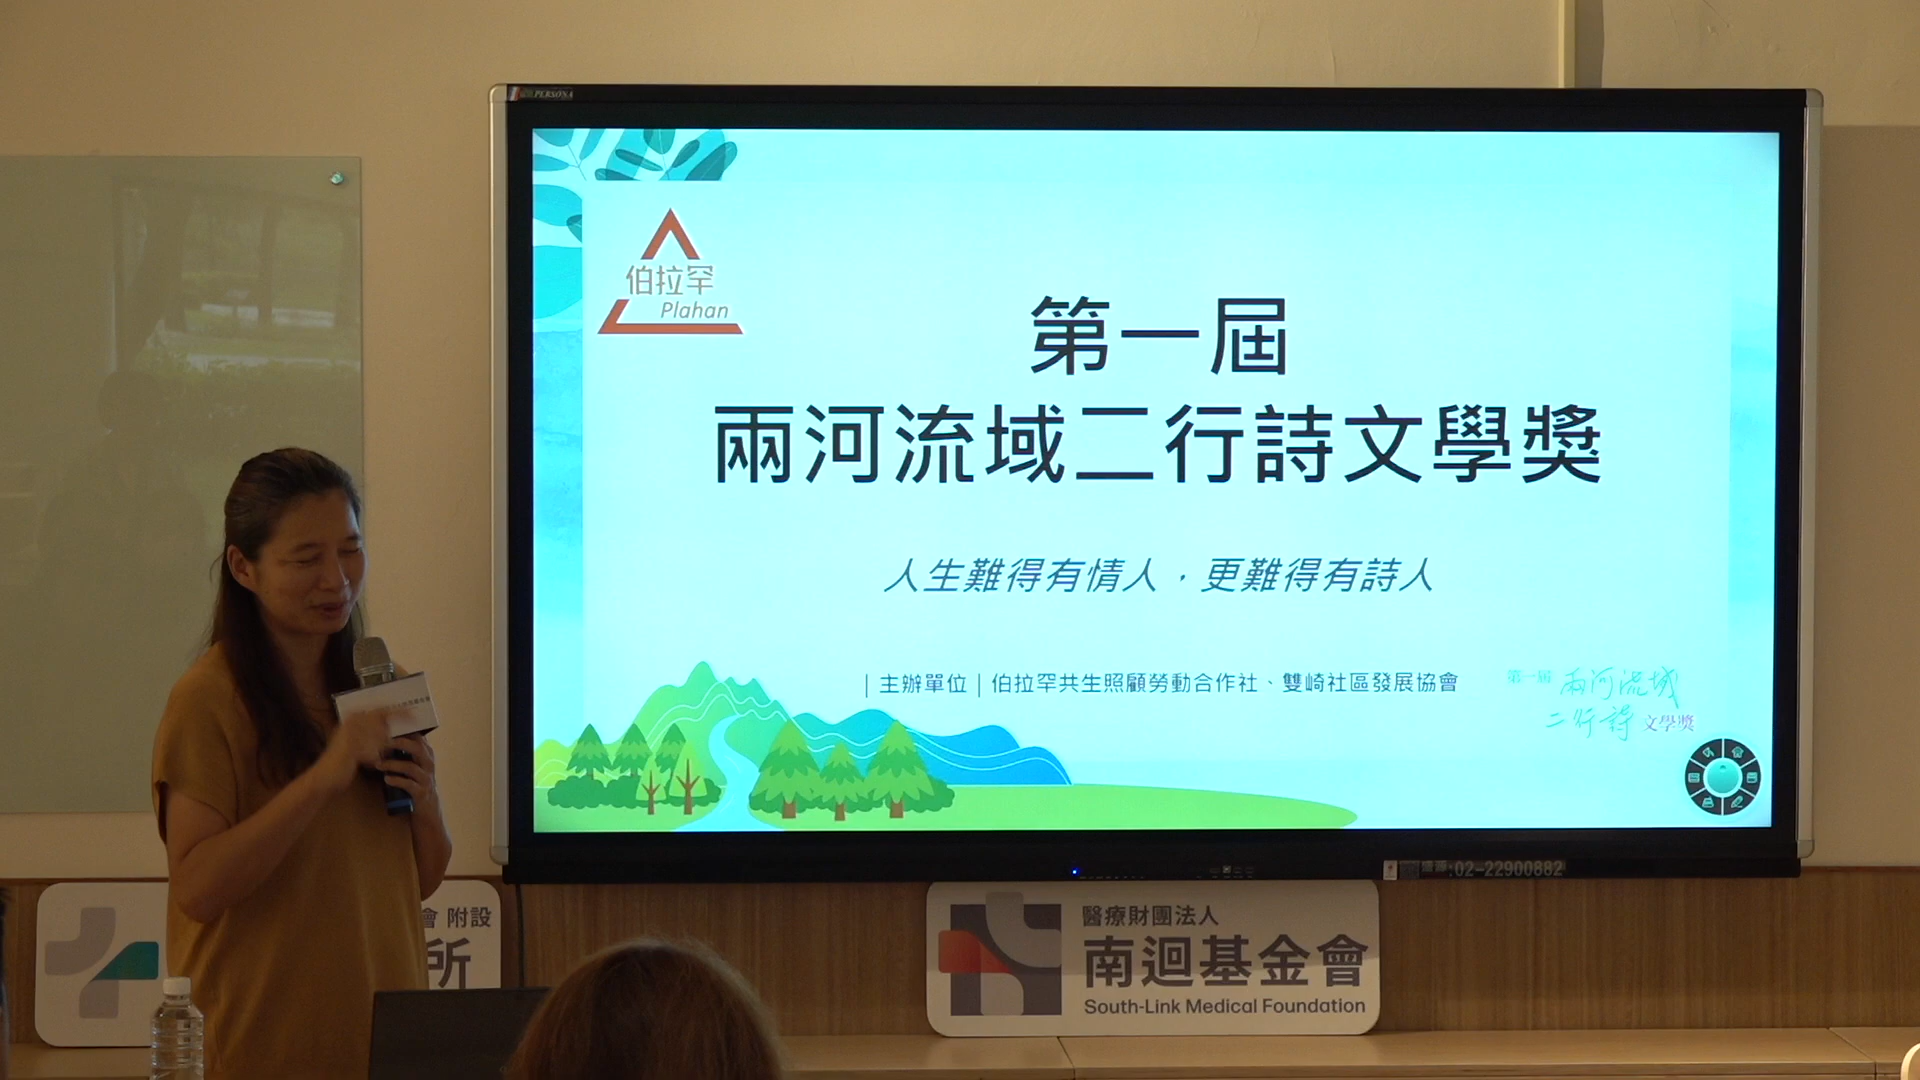 PERSONA
伯拉罕
Plahan
第一屆
兩河流域二行詩文學獎
人生難得有情人，更難得有詩人
｜主辦單位｜伯拉罕共生照顧勞動合作社、雙崎社區發展協會
第一屆 兩河流域
二行詩 文學獎
:02-22900882
會 附設
所
醫療財團法人
南迴基金會
South-Link Medical Foundation